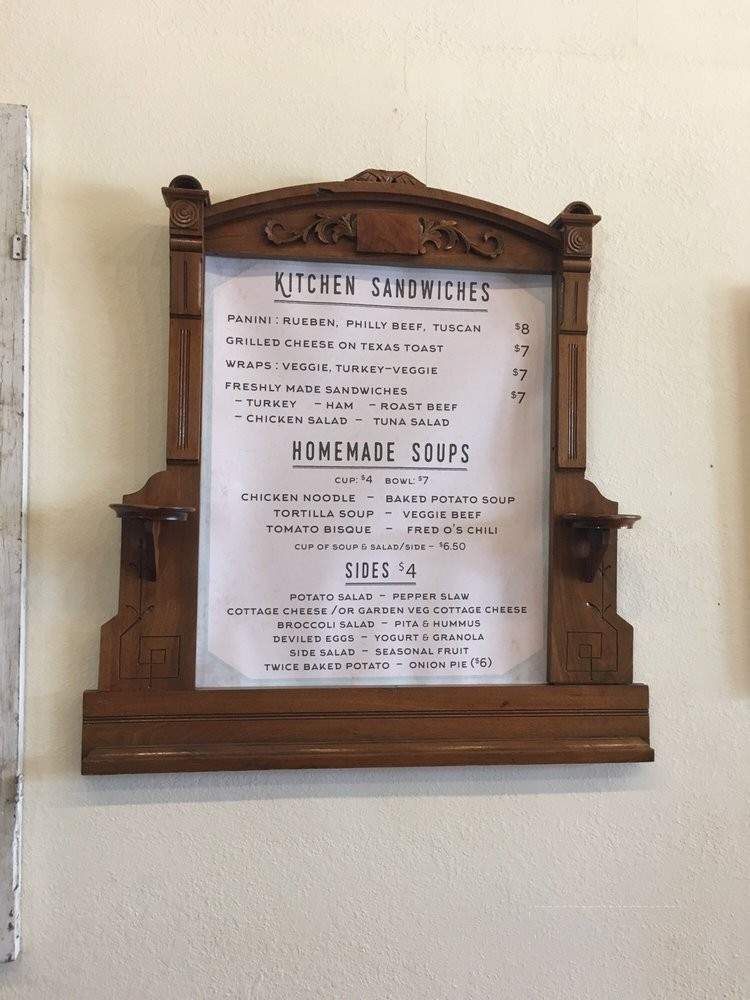 KITCHEN SANDWICHES
PANINI: RUEBEN, PHILLY BEEF, TUSCAN $8
GRILLED CHEESE ON TEXAS TOAST $7
WRAPS: VEGGIE, TURKEY-VEGGIE $7
FRESHLY MADE SANDWICHES $7
- TURKEY - HAM - ROAST BEEF
- CHICKEN SALAD - TUNA SALAD
HOMEMADE SOUPS
CUP: $4 BOWL: $7
CHICKEN NOODLE - BAKED POTATO SOUP
TORTILLA SOUP - VEGGIE BEEF
TOMATO BISQUE - FRED O'S CHILI
CUP OF SOUP & SALAD/SIDE - $6.50
SIDES $4
POTATO SALAD - PEPPER SLAW
COTTAGE CHEESE /OR GARDEN VEG COTTAGE CHEESE
BROCCOLI SALAD - PITA & HUMMUS
DEVILED EGGS - YOGURT & GRANOLA
SIDE SALAD - SEASONAL FRUIT
TWICE BAKED POTATO - ONION PIE ($6)